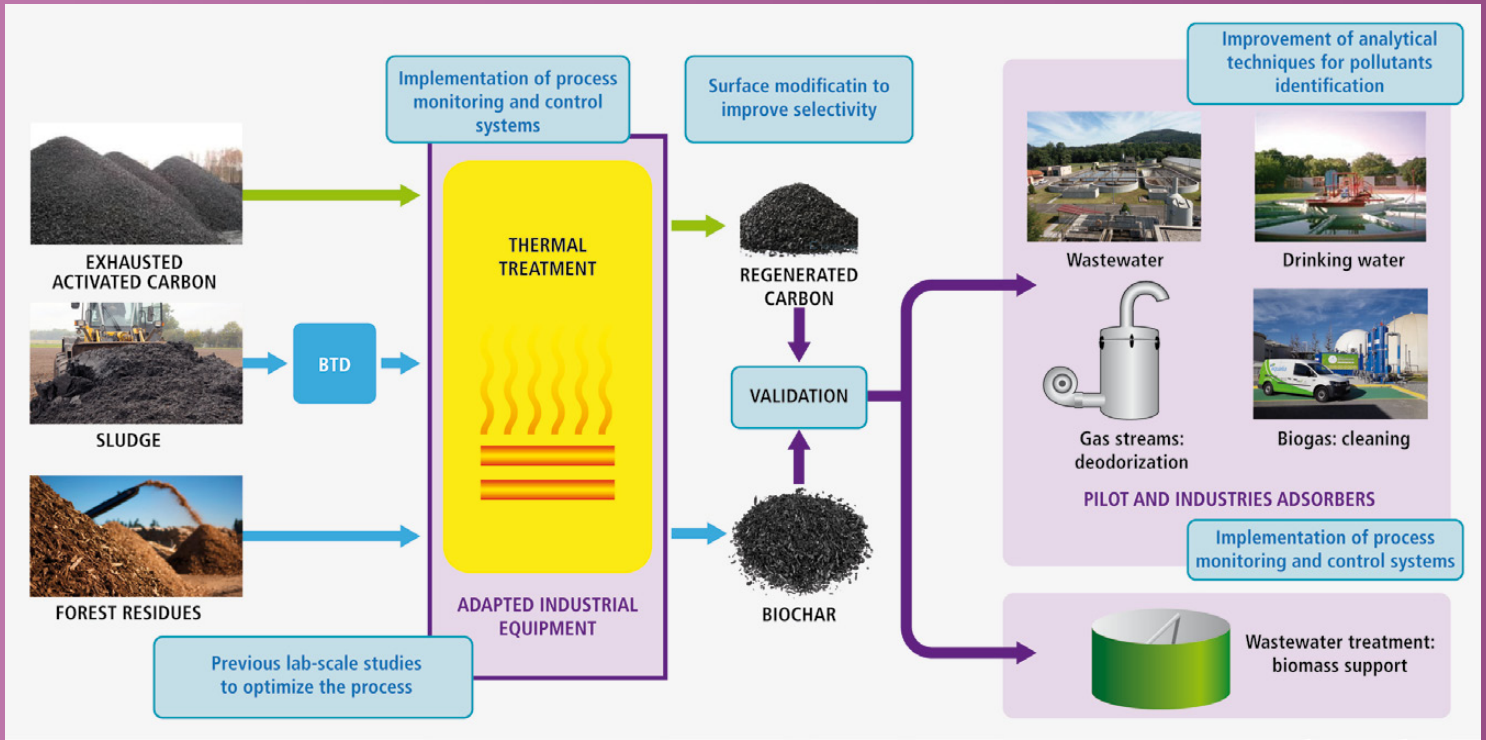 Implementation of process
monitoring and control
systems
Surface modificatin to
improve selectivity
Improvement of analytical
techniques for pollutants
identification
EXHAUSTED
ACTIVATED CARBON
THERMAL
TREATMENT
REGENERATED
CARBON
Wastewater
Drinking water
BTD
SLUDGE
VALIDATION
Gas streams:
deodorization
Biogas: cleaning
PILOT AND INDUSTRIES ADSORBERS
Implementation of process
monitoring and control systems
FOREST RESIDUES
ADAPTED INDUSTRIAL
EQUIPMENT
BIOCHAR
Previous lab-scale studies
to optimize the process
Wastewater treatment:
biomass support